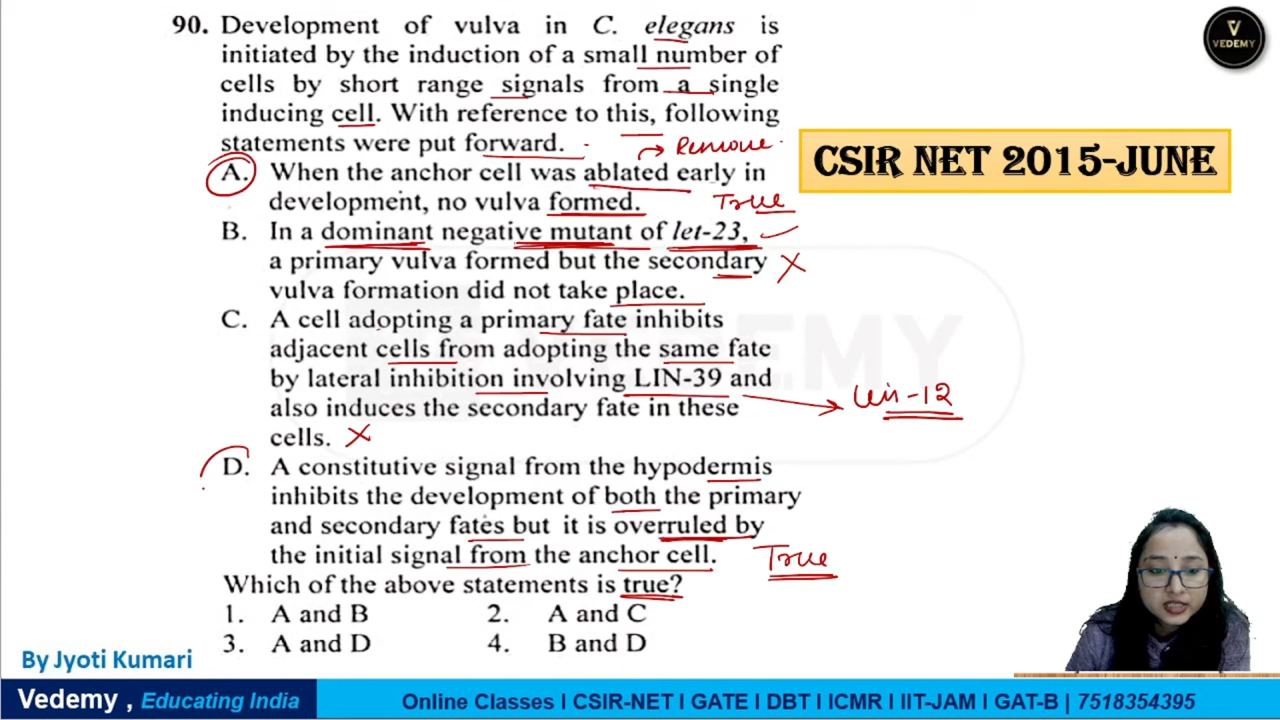 90. Development of vulva in C. elegans is
initiated by the induction of a small number of
cells by short range signals from a single
inducing cell. With reference to this, following
statements were put forward.
→ Remove.
A. When the anchor cell was ablated early in
development, no vulva formed. True
B. In a dominant negative mutant of let-23,
a primary vulva formed but the secondary
vulva formation did not take place.
C. A cell adopting a primary fate inhibits
adjacent cells from adopting the same fate
by lateral inhibition involving LIN-39 and
Lin-12
also induces the secondary fate in these
cells.
D. A constitutive signal from the hypodermis
inhibits the development of both the primary
and secondary fates but it is overruled by
the initial signal from the anchor cell. True
Which of the above statements is true?
1. A and B 2. A and C
3. A and D 4. B and D
VEDEMY
CSIR NET 2015-JUNE
VEDEMY
By Jyoti Kumari
Vedemy , Educating India
Online Classes I CSIR-NET I GATE I DBT I ICMR I IIT-JAM I GAT-B | 7518354395